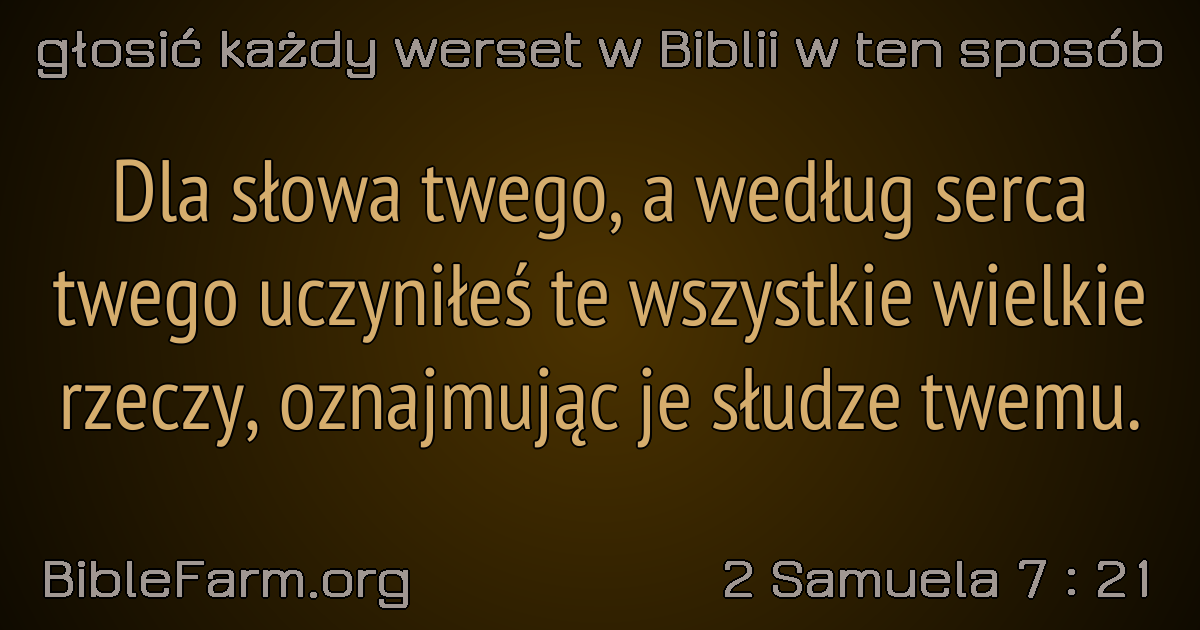 głosić każdy werset w Biblii w ten sposób
Dla słowa twego, a według serca
twego uczyniłeś te wszystkie wielkie
rzeczy, oznajmując je słudze twemu.
BibleFarm.org
2 Samuela 7 : 21